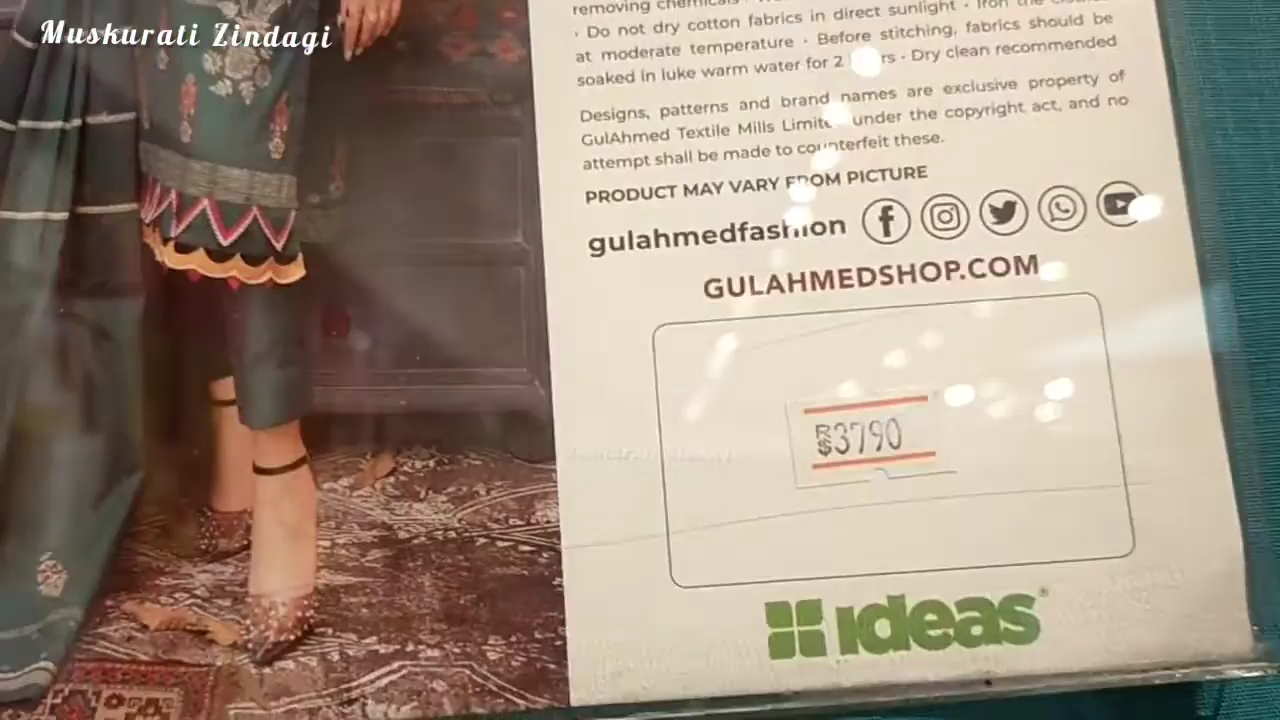 Muskurati Zindagi
removing chemicals
• Do not dry cotton fabrics in direct sunlight • Iron the
at moderate temperature • Before stitching, fabrics should be
soaked in luke warm water for 2 • Dry clean recommended
Designs, patterns and brand names are exclusive property of
GulAhmed Textile Mills Limited under the copyright act, and no
attempt shall be made to counterfeit these.
PRODUCT MAY VARY FROM PICTURE
gulahmedfashion
GULAHMEDSHOP.COM
Rs3790
ideas®